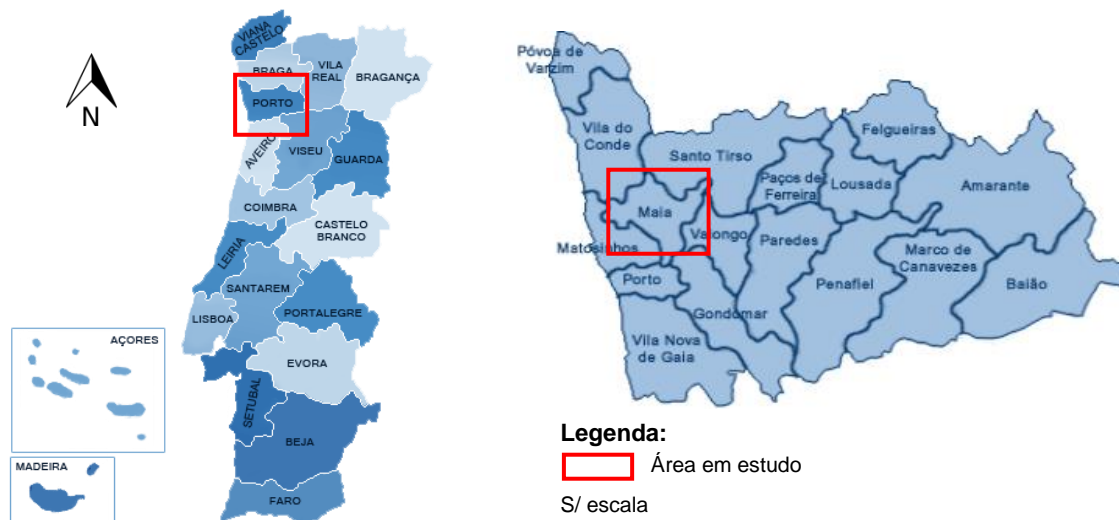 N
VIANA
CASTELO
BRAGA
VILA
REAL
BRAGANÇA
PORTO
AVEIRO
VISEU
GUARDA
COIMBRA
CASTELO
BRANCO
LEIRIA
SANTAREM
LISBOA
PORTALEGRE
EVORA
SETUBAL
BEJA
FARO
AÇORES
MADEIRA
Póvoa de
Varzim
Vila do
Conde
Santo Tirso
Felgueiras
Paços de
Ferreira
Lousada
Amarante
Maia
Valongo
Paredes
Matosinhos
Marco de
Canavezes
Porto
Penafiel
Baião
Gondomar
Vila Nova
de Gaia
Legenda:
Área em estudo
S/ escala